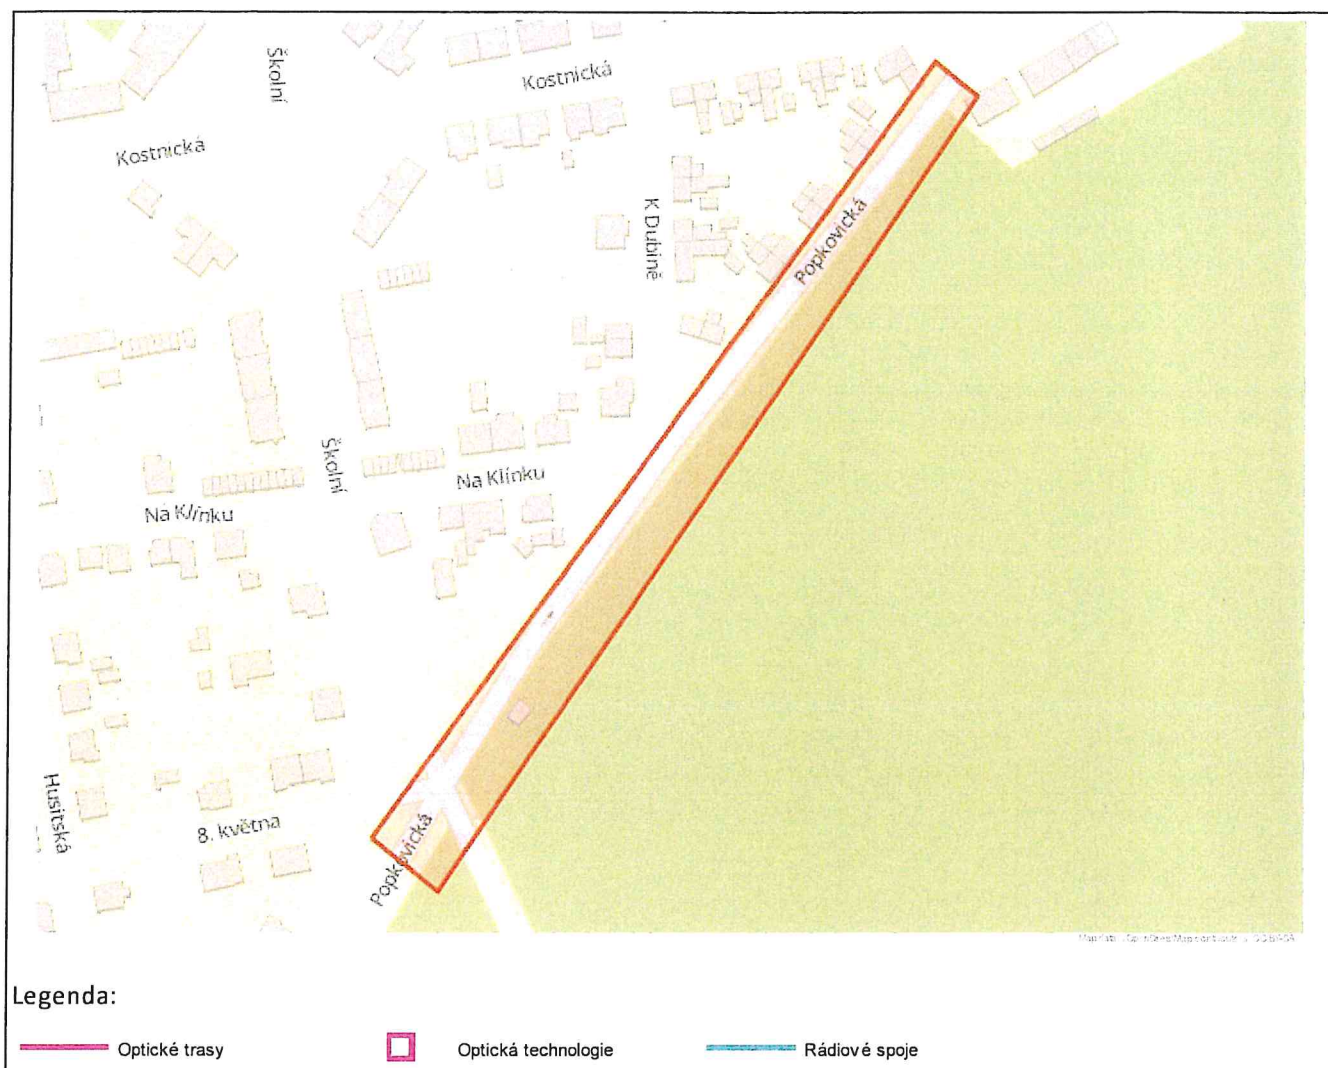 Školní
Kostnická
Kostnická
K Dubině
Popkovická
Školní
Na Klínku
Na Klínku
Husitská
8. května
Popkovická
Legenda:
Optické trasy
Optická technologie
Rádiové spoje